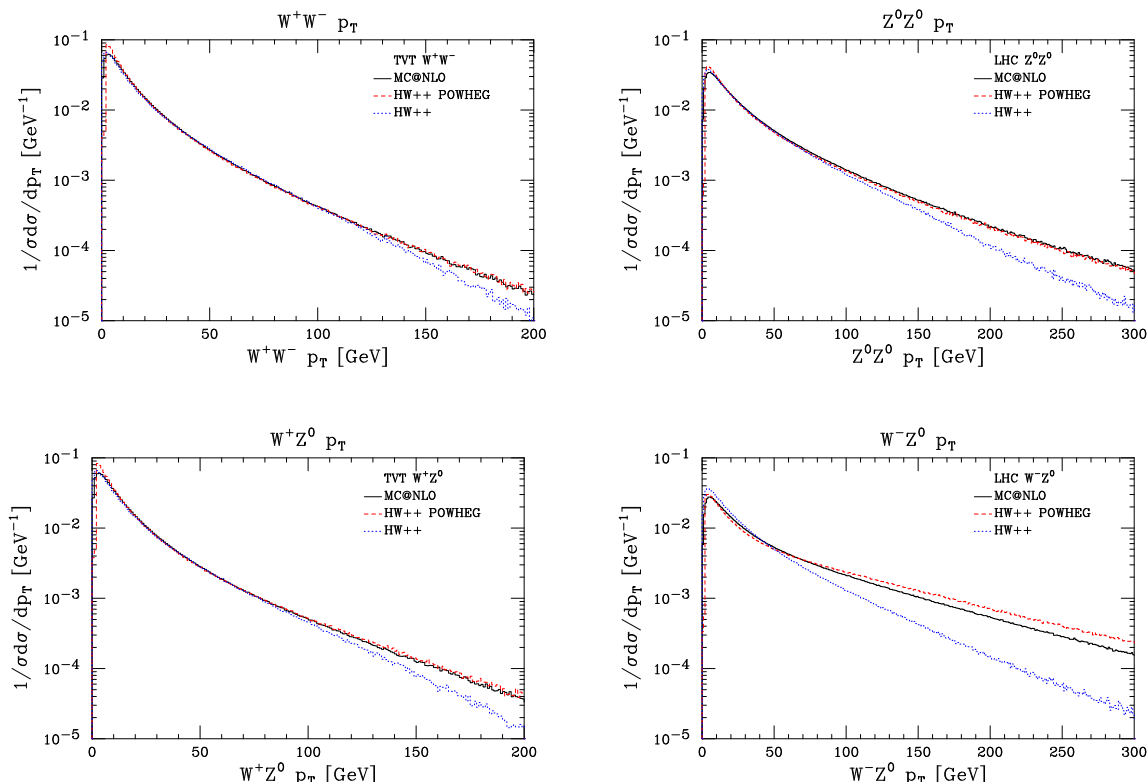 W⁺W⁻ p_T
TVT W⁺W⁻
MC@NLO
HW++ POWHEG
HW++
1/σdσ/dp_T [GeV⁻¹]
10⁻¹
10⁻²
10⁻³
10⁻⁴
10⁻⁵
0 50 100 150 200
W⁺W⁻ p_T [GeV]
Z⁰Z⁰ p_T
LHC Z⁰Z⁰
MC@NLO
HW++ POWHEG
HW++
1/σdσ/dp_T [GeV⁻¹]
10⁻¹
10⁻²
10⁻³
10⁻⁴
10⁻⁵
0 50 100 150 200 250 300
Z⁰Z⁰ p_T [GeV]
W⁺Z⁰ p_T
TVT W⁺Z⁰
MC@NLO
HW++ POWHEG
HW++
1/σdσ/dp_T [GeV⁻¹]
10⁻¹
10⁻²
10⁻³
10⁻⁴
10⁻⁵
0 50 100 150 200
W⁺Z⁰ p_T [GeV]
W⁻Z⁰ p_T
LHC W⁻Z⁰
MC@NLO
HW++ POWHEG
HW++
1/σdσ/dp_T [GeV⁻¹]
10⁻¹
10⁻²
10⁻³
10⁻⁴
10⁻⁵
0 50 100 150 200 250 300
W⁻Z⁰ p_T [GeV]